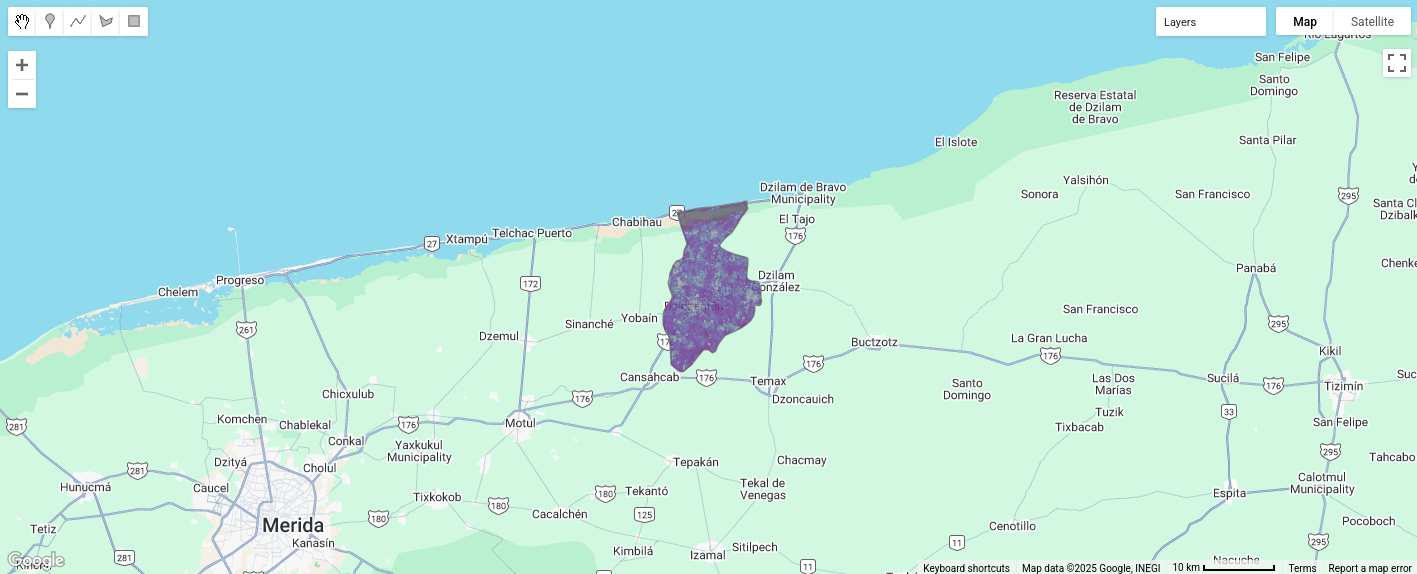 Layers
Map
Satellite
Río Lagartos
San Felipe
Santo
Domingo
Reserva Estatal
de Dzilam
de Bravo
El Islote
Santa Pilar
295
Yalsihón
Sonora
San Francisco
Santa Cl
Dzibalk
Dzilam de Bravo
Municipality
El Tajo
176
27
Chabihau
Telchac Puerto
Xtampú
27
Progreso
Chelem
172
Dzilam
González
Panabá
Chenke
261
Dzemul
Sinanché
Yobaín
San Francisco
295
La Gran Lucha
176
Buctzotz
176
Kikil
Cansahcab
176
Temax
Dzoncauich
176
Santo
Domingo
Las Dos
Marías
Sucilá
176
Tizimín
Suc
Chicxulub
281
Komchen
Chablekal
176
Conkal
Motul
Tuzik
Tixbacab
33
San Felipe
Yaxkukul
Municipality
Dzityá
Cholul
281
Caucel
Hunucmá
Tepakán
Chacmay
295
Tahcabo
Tixkokob
180
Tekantó
Tekal de
Venegas
180
Espita
Calotmul
Municipality
Merida
180
Cacalchén
125
Tetiz
Kanasín
Cenotillo
Pocoboch
281
Kimbilá
Izamal
Sitilpech
11
295
11
Nacuche
Google
Keyboard shortcuts
Map data ©2025 Google, INEGI
10 km
Terms
Report a map error